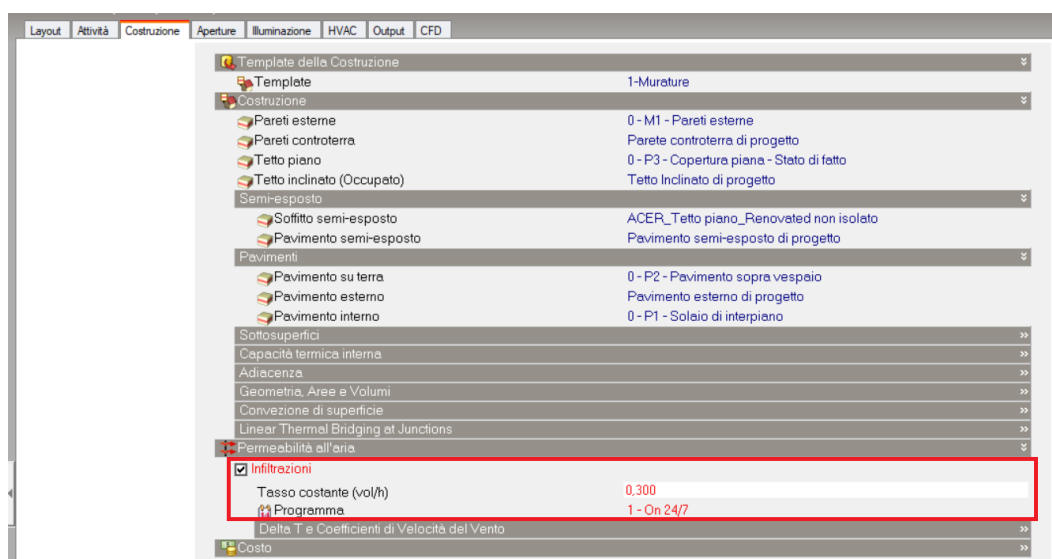 Layout Attività Costruzione Aperture Illuminazione HVAC Output CFD
Template della Costruzione
Template 1-Murature
Costruzione
Pareti esterne 0 - M1 - Pareti esterne
Pareti controterra Parete controterra di progetto
Tetto piano 0 - P3 - Copertura piana - Stato di fatto
Tetto inclinato (Occupato) Tetto Inclinato di progetto
Semi-esposto
Soffitto semi-esposto ACER_Tetto piano_Renovated non isolato
Pavimento semi-esposto Pavimento semi-esposto di progetto
Pavimenti
Pavimento su terra 0 - P2 - Pavimento sopra vespaio
Pavimento esterno Pavimento esterno di progetto
Pavimento interno 0 - P1 - Solaio di interpiano
Sottosuperfici
Capacità termica interna
Adiacenza
Geometria, Aree e Volumi
Convezione di superficie
Linear Thermal Bridging at Junctions
Permeabilità all'aria
Infiltrazioni
Tasso costante (vol/h) 0,300
Programma 1 - On 24/7
Delta T e Coefficienti di Velocità del Vento
Costo